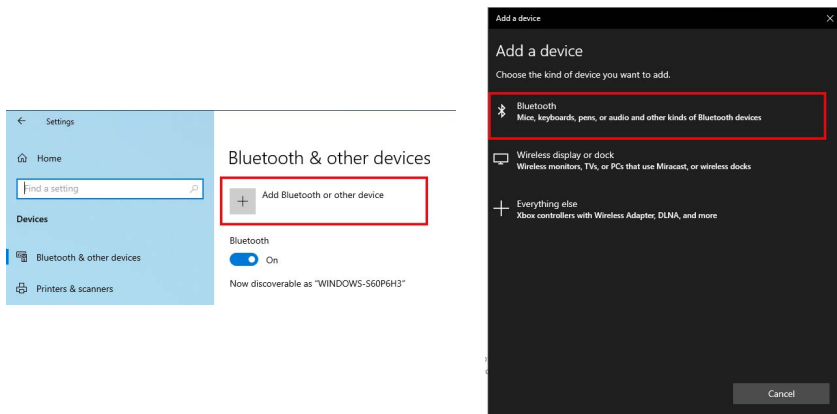 Settings
Home
Find a setting
Devices
Bluetooth & other devices
Printers & scanners
Bluetooth & other devices
Add Bluetooth or other device
Bluetooth
On
Now discoverable as "WINDOWS-S60P6H3"
Add a device
Add a device
Choose the kind of device you want to add.
Bluetooth
Mice, keyboards, pens, or audio and other kinds of Bluetooth devices
Wireless display or dock
Wireless monitors, TVs, or PCs that use Miracast, or wireless docks
Everything else
Xbox controllers with Wireless Adapter, DLNA, and more
Cancel